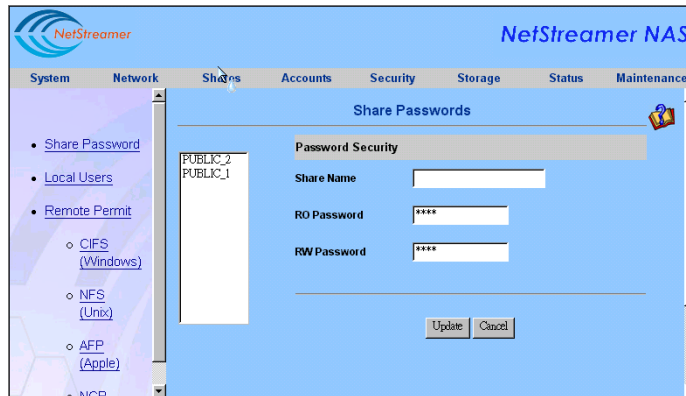 NetStreamer
NetStreamer NAS
System Network Shares Accounts Security Storage Status Maintenance
Share Passwords
Share Password
Local Users
Remote Permit
CIFS
(Windows)
NFS
(Unix)
AFP
(Apple)
NCP
PUBLIC_2
PUBLIC_1
Password Security
Share Name
RO Password ****
RW Password ****
Update Cancel